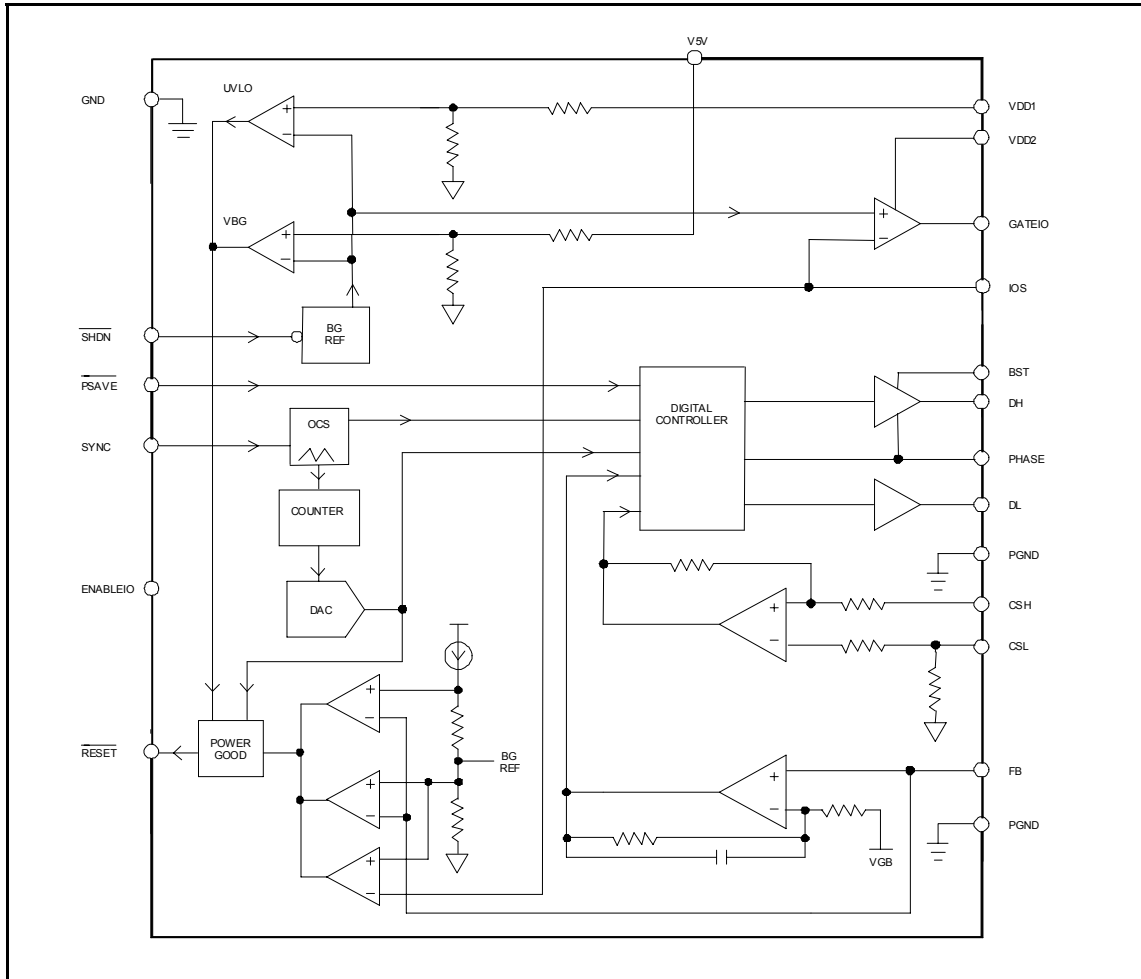 V5V
GND
UVLO
+
−
VDD1
VDD2
VBG
+
−
+
−
GATEIO
IOS
SHDN
BG
REF
PSAVE
DIGITAL
CONTROLLER
BST
DH
OCS
SYNC
PHASE
COUNTER
DL
PGND
ENABLEIO
DAC
+
−
CSH
CSL
+
−
RESET
POWER
GOOD
BG
REF
+
−
FB
+
−
PGND
VGB
+
−